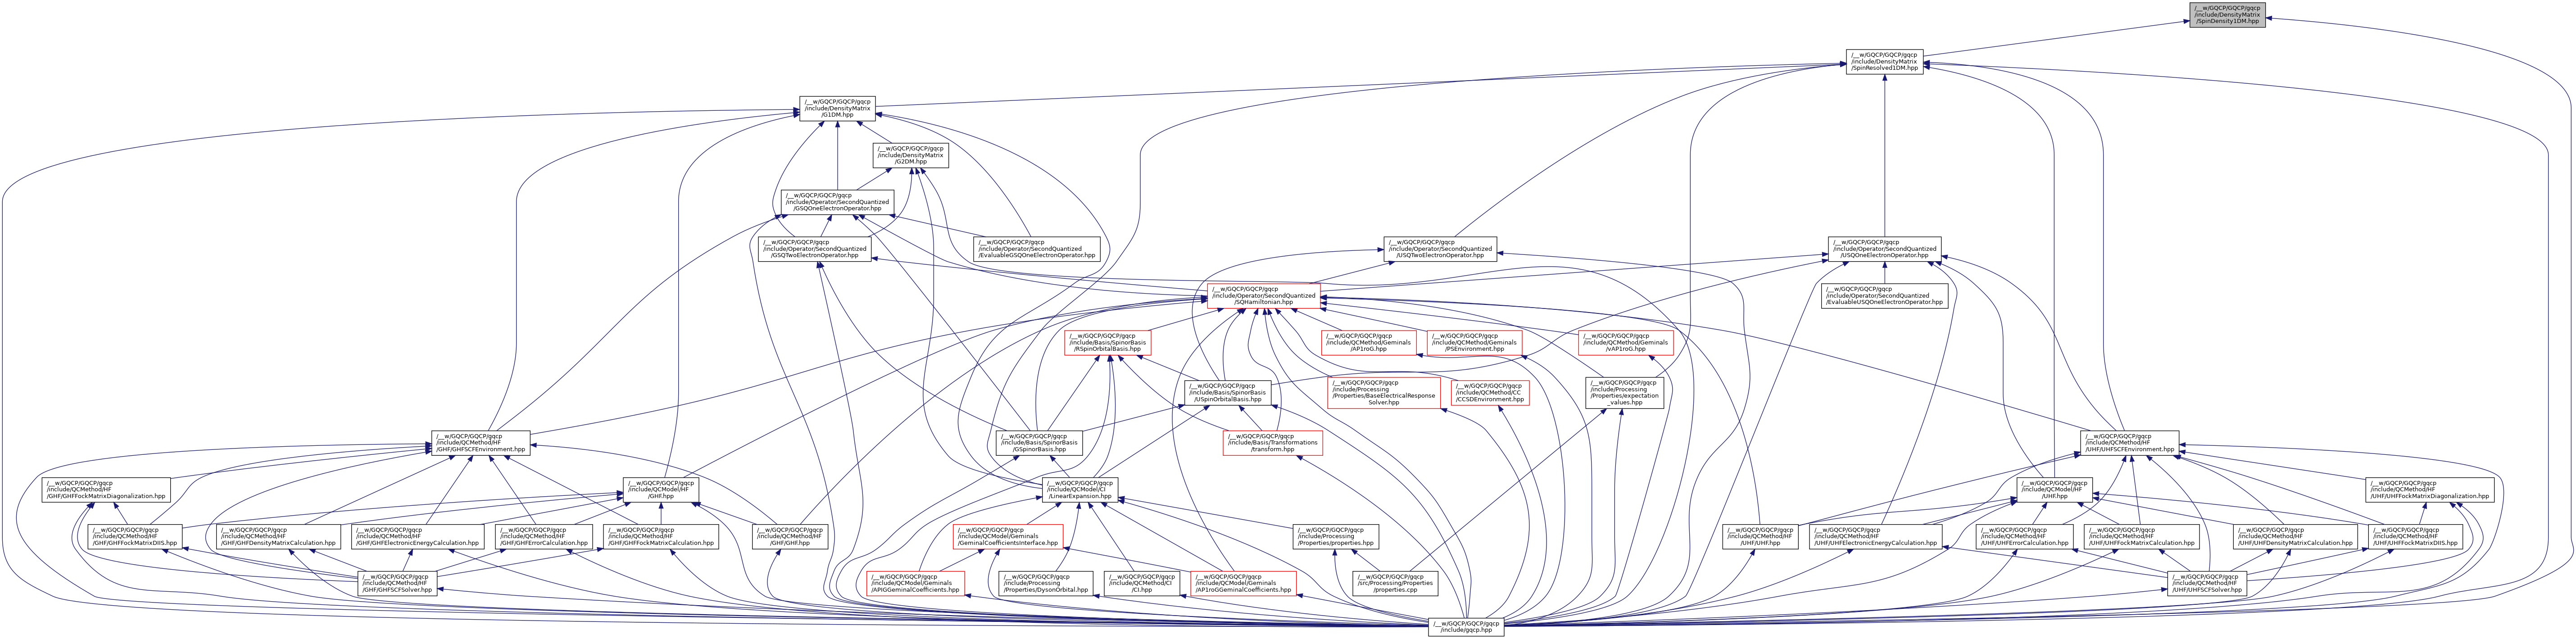 /__w/GQCP/GQCP/gqcp
/include/DensityMatrix
/SpinDensity1DM.hpp
/__w/GQCP/GQCP/gqcp
/include/DensityMatrix
/SpinResolved1DM.hpp
/__w/GQCP/GQCP/gqcp
/include/DensityMatrix
/G1DM.hpp
/__w/GQCP/GQCP/gqcp
/include/DensityMatrix
/G2DM.hpp
/__w/GQCP/GQCP/gqcp
/include/Operator/SecondQuantized
/GSQOneElectronOperator.hpp
/__w/GQCP/GQCP/gqcp
/include/Operator/SecondQuantized
/GSQTwoElectronOperator.hpp
/__w/GQCP/GQCP/gqcp
/include/Operator/SecondQuantized
/EvaluableGSQOneElectronOperator.hpp
/__w/GQCP/GQCP/gqcp
/include/Operator/SecondQuantized
/USQTwoElectronOperator.hpp
/__w/GQCP/GQCP/gqcp
/include/Operator/SecondQuantized
/USQOneElectronOperator.hpp
/__w/GQCP/GQCP/gqcp
/include/Operator/SecondQuantized
/SQHamiltonian.hpp
/__w/GQCP/GQCP/gqcp
/include/Operator/SecondQuantized
/EvaluableUSQOneElectronOperator.hpp
/__w/GQCP/GQCP/gqcp
/include/Basis/SpinorBasis
/RSpinOrbitalBasis.hpp
/__w/GQCP/GQCP/gqcp
/include/QCMethod/Geminals
/AP1roG.hpp
/__w/GQCP/GQCP/gqcp
/include/QCMethod/Geminals
/PSEnvironment.hpp
/__w/GQCP/GQCP/gqcp
/include/QCMethod/Geminals
/vAP1roG.hpp
/__w/GQCP/GQCP/gqcp
/include/Basis/SpinorBasis
/USpinOrbitalBasis.hpp
/__w/GQCP/GQCP/gqcp
/include/Processing
/Properties/BaseElectricalResponse
Solver.hpp
/__w/GQCP/GQCP/gqcp
/include/QCMethod/CC
/CCSDEnvironment.hpp
/__w/GQCP/GQCP/gqcp
/include/Processing
/Properties/expectation
_values.hpp
/__w/GQCP/GQCP/gqcp
/include/QCMethod/HF
/GHF/GHFSCFEnvironment.hpp
/__w/GQCP/GQCP/gqcp
/include/Basis/SpinorBasis
/GSpinorBasis.hpp
/__w/GQCP/GQCP/gqcp
/include/Basis/Transformations
/transform.hpp
/__w/GQCP/GQCP/gqcp
/include/QCMethod/HF
/UHF/UHFSCFEnvironment.hpp
/__w/GQCP/GQCP/gqcp
/include/QCMethod/HF
/GHF/GHFFockMatrixDiagonalization.hpp
/__w/GQCP/GQCP/gqcp
/include/QCModel/HF
/GHF.hpp
/__w/GQCP/GQCP/gqcp
/include/QCModel/CI
/LinearExpansion.hpp
/__w/GQCP/GQCP/gqcp
/include/QCModel/HF
/UHF.hpp
/__w/GQCP/GQCP/gqcp
/include/QCMethod/HF
/UHF/UHFFockMatrixDiagonalization.hpp
/__w/GQCP/GQCP/gqcp
/include/QCMethod/HF
/GHF/GHFFockMatrixDIIS.hpp
/__w/GQCP/GQCP/gqcp
/include/QCMethod/HF
/GHF/GHFDensityMatrixCalculation.hpp
/__w/GQCP/GQCP/gqcp
/include/QCMethod/HF
/GHF/GHFElectronicEnergyCalculation.hpp
/__w/GQCP/GQCP/gqcp
/include/QCMethod/HF
/GHF/GHFErrorCalculation.hpp
/__w/GQCP/GQCP/gqcp
/include/QCMethod/HF
/GHF/GHFFockMatrixCalculation.hpp
/__w/GQCP/GQCP/gqcp
/include/QCMethod/HF
/GHF/GHF.hpp
/__w/GQCP/GQCP/gqcp
/include/QCModel/Geminals
/GeminalCoefficientsInterface.hpp
/__w/GQCP/GQCP/gqcp
/include/Processing
/Properties/properties.hpp
/__w/GQCP/GQCP/gqcp
/include/QCMethod/HF
/UHF/UHF.hpp
/__w/GQCP/GQCP/gqcp
/include/QCMethod/HF
/UHF/UHFElectronicEnergyCalculation.hpp
/__w/GQCP/GQCP/gqcp
/include/QCMethod/HF
/UHF/UHFErrorCalculation.hpp
/__w/GQCP/GQCP/gqcp
/include/QCMethod/HF
/UHF/UHFFockMatrixCalculation.hpp
/__w/GQCP/GQCP/gqcp
/include/QCMethod/HF
/UHF/UHFDensityMatrixCalculation.hpp
/__w/GQCP/GQCP/gqcp
/include/QCMethod/HF
/UHF/UHFFockMatrixDIIS.hpp
/__w/GQCP/GQCP/gqcp
/include/QCMethod/HF
/GHF/GHFSCFSolver.hpp
/__w/GQCP/GQCP/gqcp
/include/QCModel/Geminals
/APIGGeminalCoefficients.hpp
/__w/GQCP/GQCP/gqcp
/include/Processing
/Properties/DysonOrbital.hpp
/__w/GQCP/GQCP/gqcp
/include/QCMethod/CI
/CI.hpp
/__w/GQCP/GQCP/gqcp
/include/QCModel/Geminals
/AP1roGGeminalCoefficients.hpp
/__w/GQCP/GQCP/gqcp
/src/Processing/Properties
/properties.cpp
/__w/GQCP/GQCP/gqcp
/include/QCMethod/HF
/UHF/UHFSCFSolver.hpp
/__w/GQCP/GQCP/gqcp
/include/gqcp.hpp